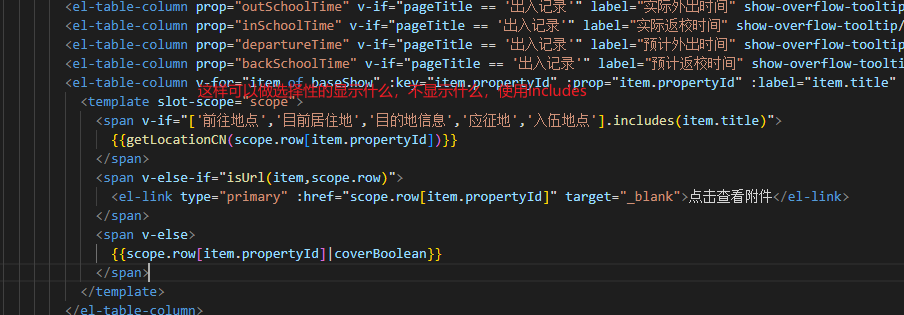 <el-table-column prop="outSchoolTime" v-if="pageTitle == '出入记录'" label="实际外出时间" show-overflow-tooltip
<el-table-column prop="inSchoolTime" v-if="pageTitle == '出入记录'" label="实际返校时间" show-overflow-tooltip/
<el-table-column prop="departureTime" v-if="pageTitle == '出入记录'" label="预计外出时间" show-overflow-tooltip
<el-table-column prop="backSchoolTime" v-if="pageTitle == '出入记录'" label="预计返校时间" show-overflow-tooltip
<el-table-column v-for="item of baseShow" :key="item.propertyId" :prop="item.propertyId" :label="item.title"
这样可以做选择性的显示什么，不显示什么，使用includes
<template slot-scope="scope">
<span v-if="['前往地点','目前居住地','目的地信息','应征地','入伍地点'].includes(item.title)">
{{getLocationCN(scope.row[item.propertyId])}}
</span>
<span v-else-if="isUrl(item,scope.row)">
<el-link type="primary" :href="scope.row[item.propertyId]" target="_blank">点击查看附件</el-link>
</span>
<span v-else>
{{scope.row[item.propertyId]|coverBoolean}}
</span>
</template>
</el-table-column>